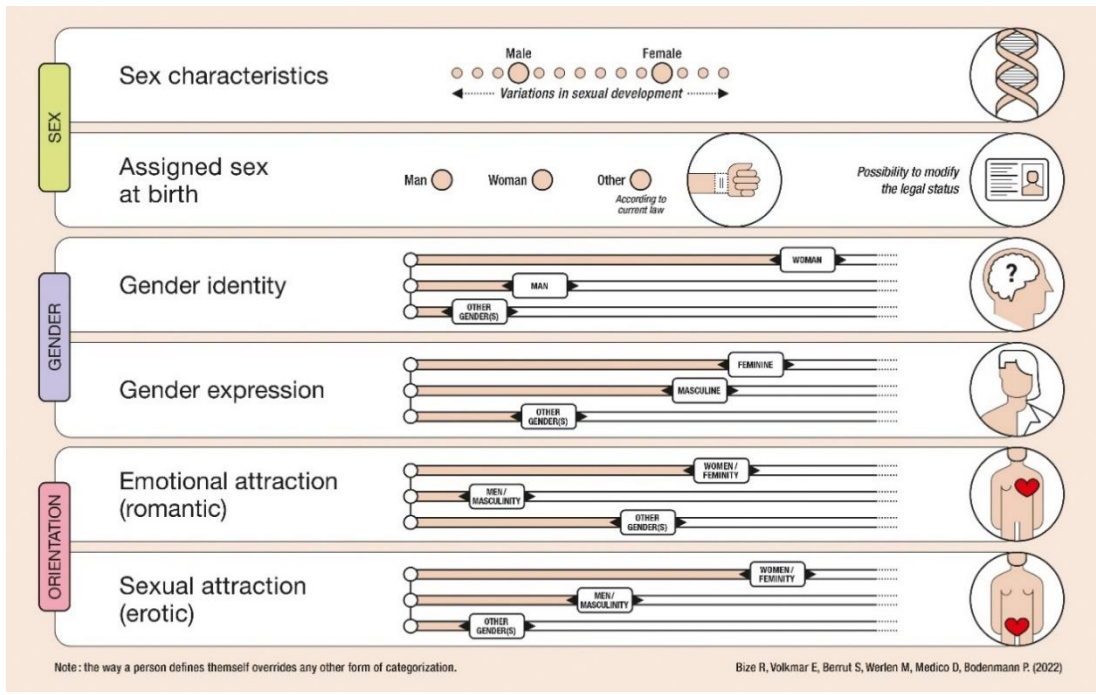 SEX
Sex characteristics
Male
Female
Variations in sexual development
Assigned sex
at birth
Man
Woman
Other
According to
current law
Possibility to modify
the legal status
GENDER
Gender identity
WOMAN
MAN
OTHER
GENDER(S)
?
Gender expression
FEMININE
MASCULINE
OTHER
GENDER(S)
ORIENTATION
Emotional attraction
(romantic)
WOMEN/
FEMINITY
MEN/
MASCULINITY
OTHER
GENDER(S)
Sexual attraction
(erotic)
WOMEN/
FEMINITY
MEN/
MASCULINITY
OTHER
GENDER(S)
Note : the way a person defines themself overrides any other form of categorization.
Bize R, Volkmar E, Berrut S, Werlen M, Medico D, Bodenmann P. (2022)